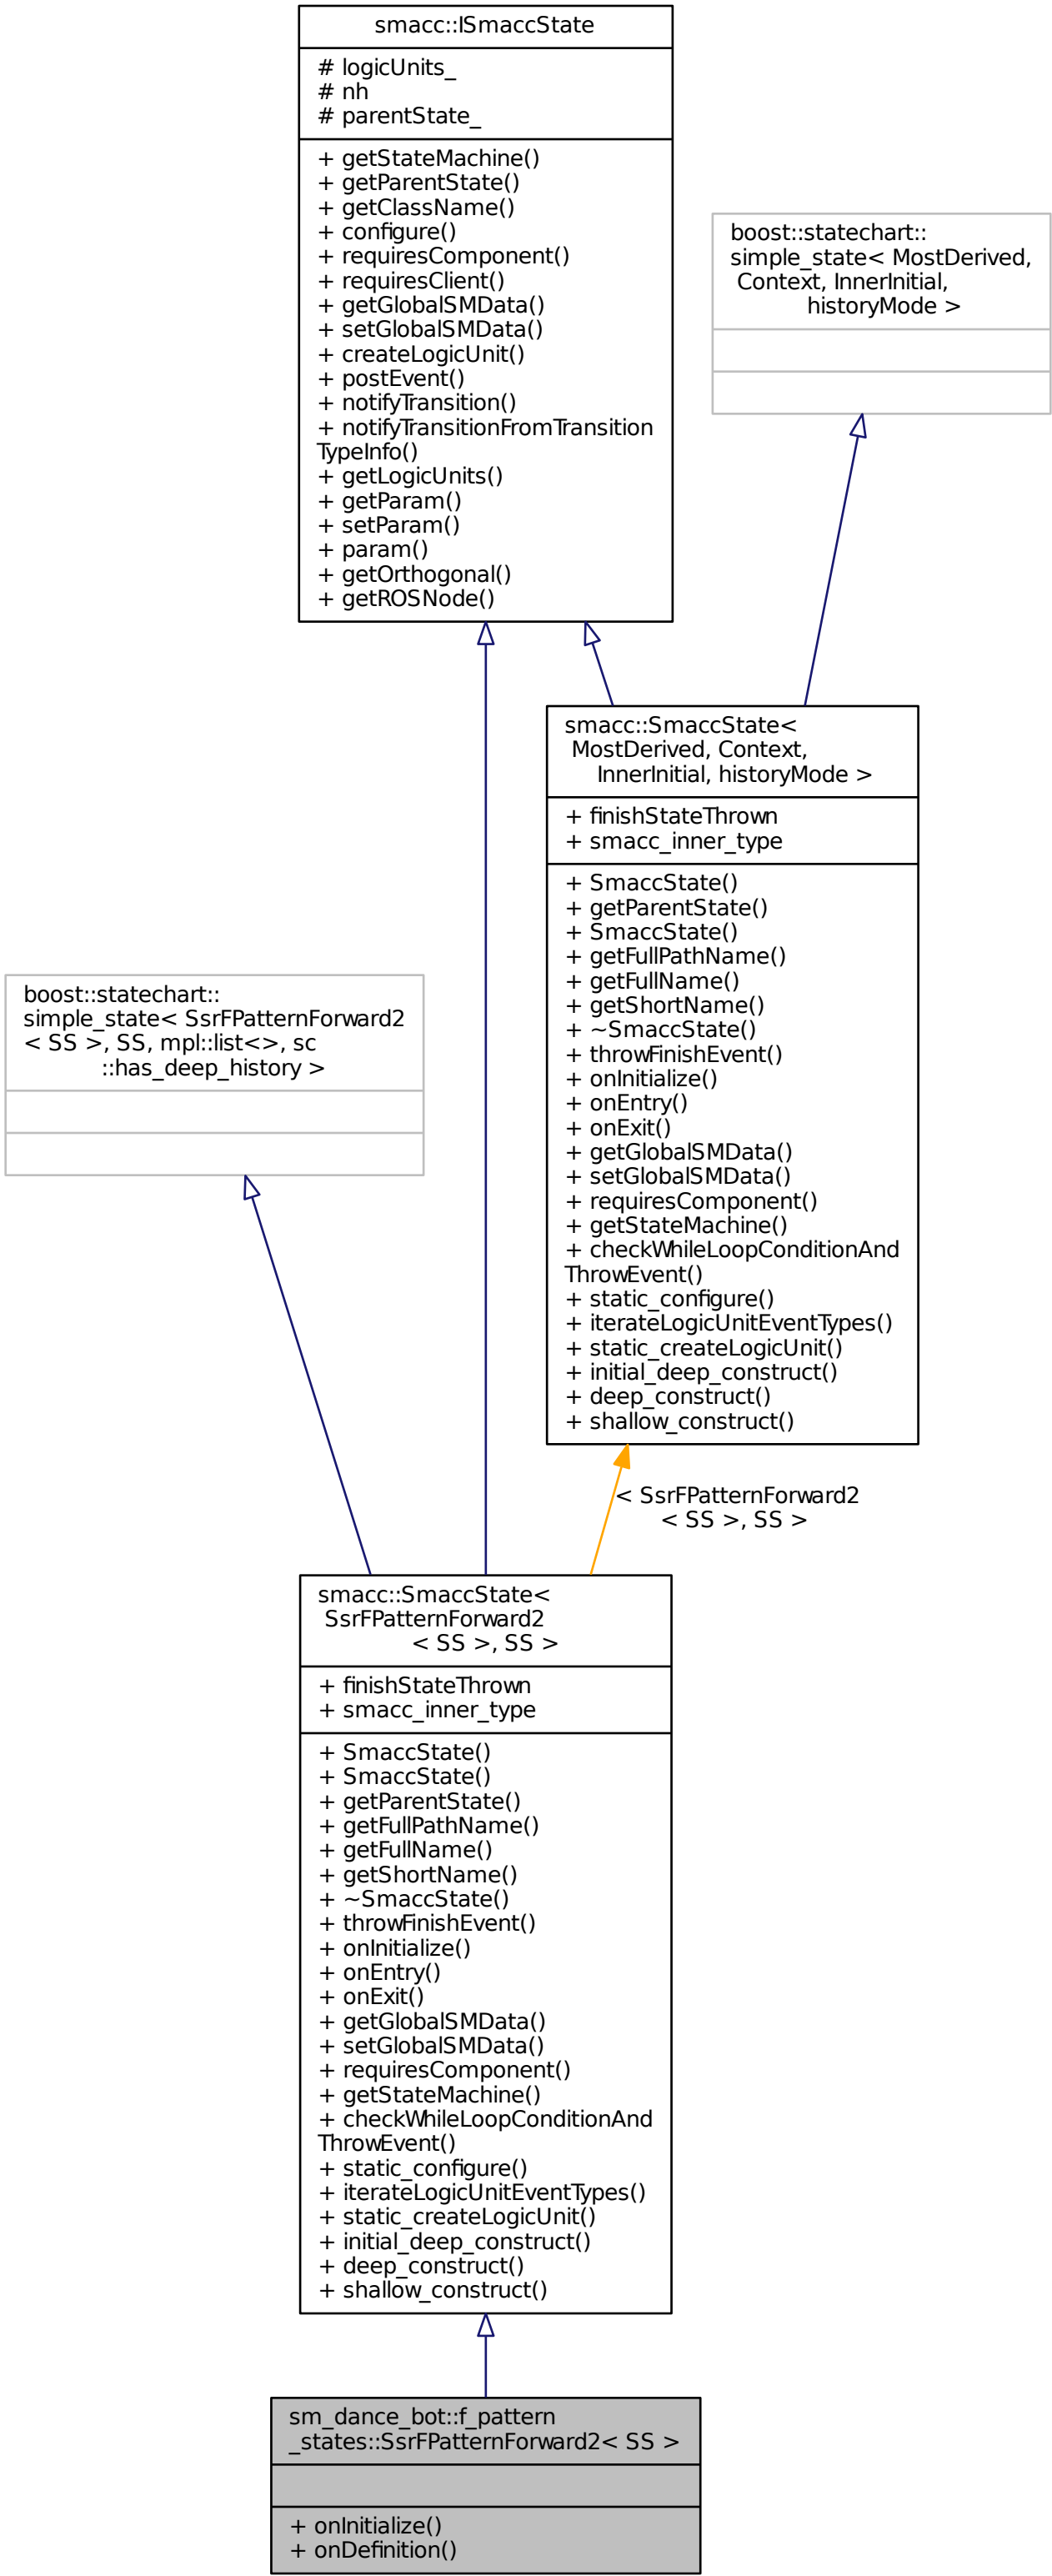 smacc::ISmaccState
# logicUnits_
# nh
# parentState_
+ getStateMachine()
+ getParentState()
+ getClassName()
+ configure()
+ requiresComponent()
+ requiresClient()
+ getGlobalSMData()
+ setGlobalSMData()
+ createLogicUnit()
+ postEvent()
+ notifyTransition()
+ notifyTransitionFromTransition
TypeInfo()
+ getLogicUnits()
+ getParam()
+ setParam()
+ param()
+ getOrthogonal()
+ getROSNode()
boost::statechart::
simple_state< MostDerived,
Context, InnerInitial,
historyMode >
smacc::SmaccState<
MostDerived, Context,
InnerInitial, historyMode >
+ finishStateThrown
+ smacc_inner_type
+ SmaccState()
+ getParentState()
+ SmaccState()
+ getFullPathName()
+ getFullName()
+ getShortName()
+ ~SmaccState()
+ throwFinishEvent()
+ onInitialize()
+ onEntry()
+ onExit()
+ getGlobalSMData()
+ setGlobalSMData()
+ requiresComponent()
+ getStateMachine()
+ checkWhileLoopConditionAnd
ThrowEvent()
+ static_configure()
+ iterateLogicUnitEventTypes()
+ static_createLogicUnit()
+ initial_deep_construct()
+ deep_construct()
+ shallow_construct()
boost::statechart::
simple_state< SsrFPatternForward2
< SS >, SS, mpl::list<>, sc
::has_deep_history >
< SsrFPatternForward2
< SS >, SS >
smacc::SmaccState<
SsrFPatternForward2
< SS >, SS >
+ finishStateThrown
+ smacc_inner_type
+ SmaccState()
+ SmaccState()
+ getParentState()
+ getFullPathName()
+ getFullName()
+ getShortName()
+ ~SmaccState()
+ throwFinishEvent()
+ onInitialize()
+ onEntry()
+ onExit()
+ getGlobalSMData()
+ setGlobalSMData()
+ requiresComponent()
+ getStateMachine()
+ checkWhileLoopConditionAnd
ThrowEvent()
+ static_configure()
+ iterateLogicUnitEventTypes()
+ static_createLogicUnit()
+ initial_deep_construct()
+ deep_construct()
+ shallow_construct()
sm_dance_bot::f_pattern
_states::SsrFPatternForward2< SS >
+ onInitialize()
+ onDefinition()